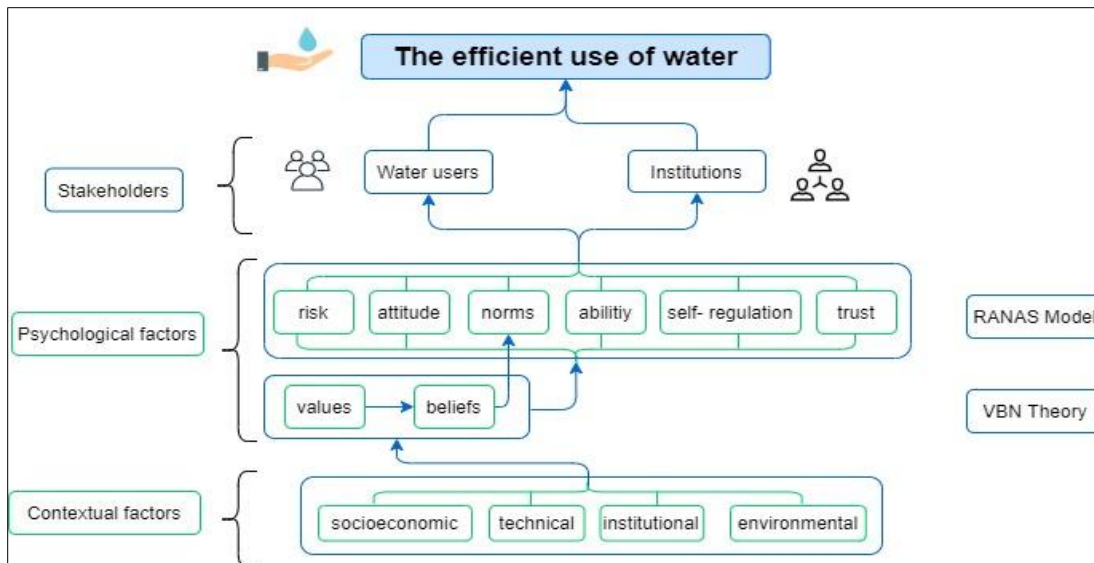 The efficient use of water
Stakeholders
Water users
Institutions
Psychological factors
risk
attitude
norms
abilitiy
self- regulation
trust
RANAS Model
values
beliefs
VBN Theory
Contextual factors
socioeconomic
technical
institutional
environmental